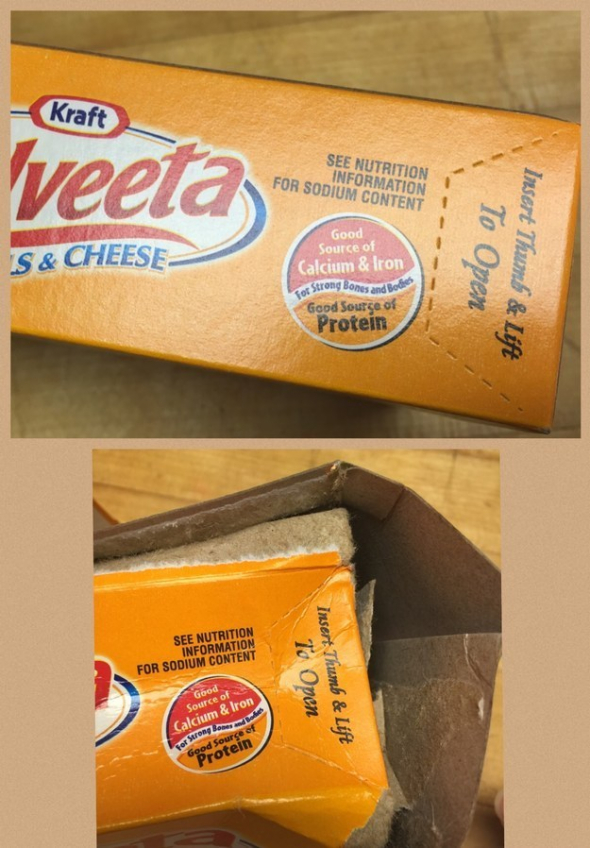 Kraft
lveeta
LS & CHEESE
SEE NUTRITION
INFORMATION
FOR SODIUM CONTENT
Good
Source of
Calcium & Iron
For Strong Bones and Bodies
Good Source of
Protein
Insert Thumb & Lift
To Open
SEE NUTRITION
INFORMATION
FOR SODIUM CONTENT
Good
Source of
Calcium & Iron
For Strong Bones and Bodies
Good Source of
Protein
Insert Thumb & Lift
To Open